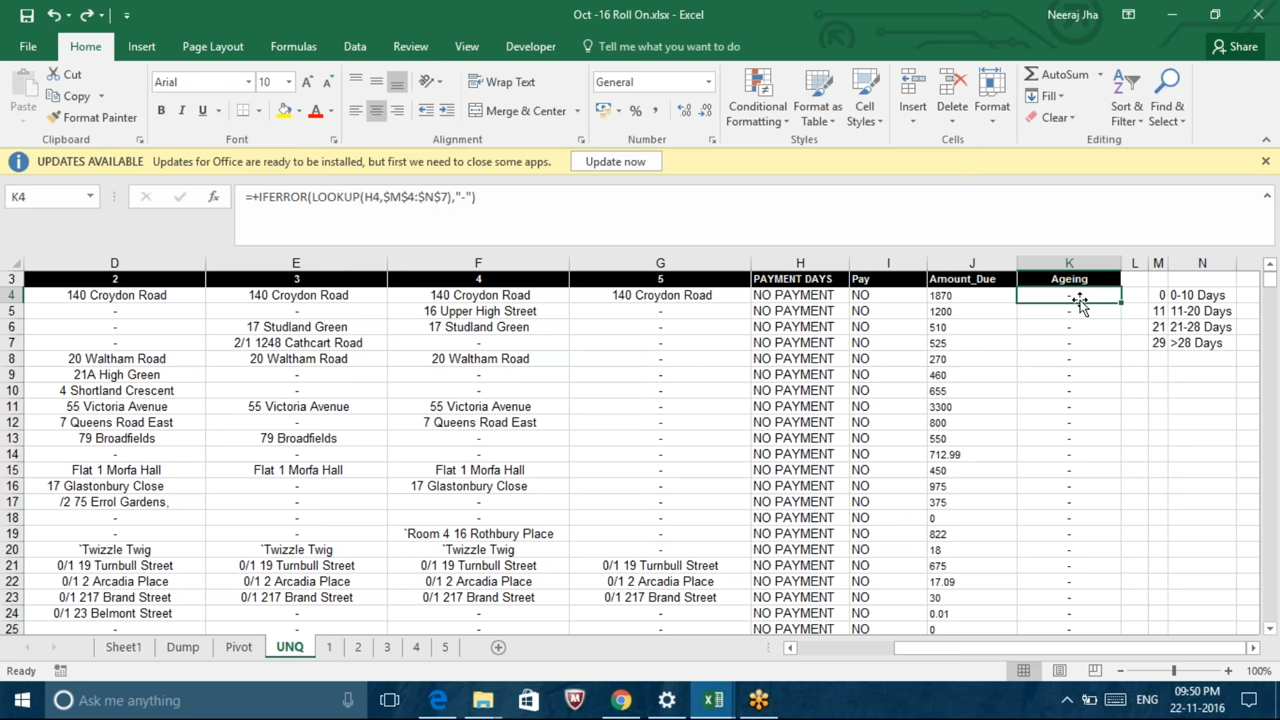 Oct -16 Roll On.xlsx - Excel
Neeraj Jha
File Home Insert Page Layout Formulas Data Review View Developer Tell me what you want to do Share
Paste Cut Copy Format Painter Clipboard
Arial 10 B I U A Font
Wrap Text Merge & Center Alignment
General % , Number
Conditional Formatting Format as Table Cell Styles Styles
Insert Delete Format Cells
AutoSum Fill Clear Sort & Filter Find & Select Editing
UPDATES AVAILABLE Updates for Office are ready to be installed, but first we need to close some apps. Update now
K4 fx =+IFERROR(LOOKUP(H4,$M$4:$N$7),"-")
D E F G H I J K L M N
3 2 3 4 5 PAYMENT DAYS Pay Amount_Due Ageing
4 140 Croydon Road 140 Croydon Road 140 Croydon Road 140 Croydon Road NO PAYMENT NO 1870 - 0 0-10 Days
5 - - 16 Upper High Street - NO PAYMENT NO 1200 - 11 11-20 Days
6 - 17 Studland Green 17 Studland Green - NO PAYMENT NO 510 - 21 21-28 Days
7 - 2/1 1248 Cathcart Road - - NO PAYMENT NO 525 - 29 >28 Days
8 20 Waltham Road 20 Waltham Road 20 Waltham Road - NO PAYMENT NO 270 -
9 21A High Green - - - NO PAYMENT NO 460 -
10 4 Shortland Crescent - - - NO PAYMENT NO 655 -
11 55 Victoria Avenue 55 Victoria Avenue 55 Victoria Avenue - NO PAYMENT NO 3300 -
12 7 Queens Road East - 7 Queens Road East - NO PAYMENT NO 800 -
13 79 Broadfields 79 Broadfields - - NO PAYMENT NO 550 -
14 - - - - NO PAYMENT NO 712.99 -
15 Flat 1 Morfa Hall Flat 1 Morfa Hall Flat 1 Morfa Hall - NO PAYMENT NO 450 -
16 17 Glastonbury Close - 17 Glastonbury Close - NO PAYMENT NO 975 -
17 /2 75 Errol Gardens, - - - NO PAYMENT NO 375 -
18 - - - - NO PAYMENT NO 0 -
19 - - `Room 4 16 Rothbury Place - NO PAYMENT NO 822 -
20 `Twizzle Twig `Twizzle Twig `Twizzle Twig - NO PAYMENT NO 18 -
21 0/1 19 Turnbull Street 0/1 19 Turnbull Street 0/1 19 Turnbull Street 0/1 19 Turnbull Street NO PAYMENT NO 675 -
22 0/1 2 Arcadia Place 0/1 2 Arcadia Place 0/1 2 Arcadia Place 0/1 2 Arcadia Place NO PAYMENT NO 17.09 -
23 0/1 217 Brand Street 0/1 217 Brand Street 0/1 217 Brand Street 0/1 217 Brand Street NO PAYMENT NO 30 -
24 0/1 23 Belmont Street - - - NO PAYMENT NO 0.01 -
25 - - - - NO PAYMENT NO 0 -
Sheet1 Dump Pivot UNQ 1 2 3 4 5
Ready 100%
Ask me anything ENG 09:50 PM
22-11-2016